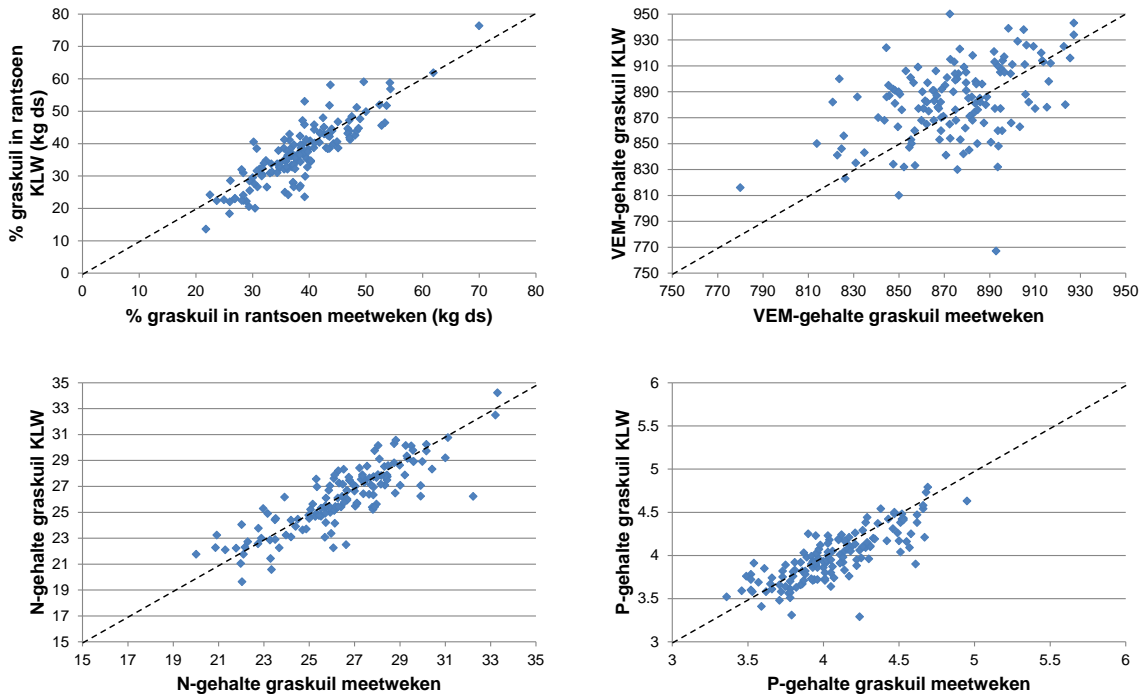 % graskuil in rantsoen
KLW (kg ds)
80
70
60
50
40
30
20
10
0
0 10 20 30 40 50 60 70 80
% graskuil in rantsoen meetweken (kg ds)
VEM-gehalte graskuil KLW
950
930
910
890
870
850
830
810
790
770
750
750 770 790 810 830 850 870 890 910 930 950
VEM-gehalte graskuil meetweken
N-gehalte graskuil KLW
35
33
31
29
27
25
23
21
19
17
15
15 17 19 21 23 25 27 29 31 33 35
N-gehalte graskuil meetweken
P-gehalte graskuil KLW
6
5.5
5
4.5
4
3.5
3
3 3.5 4 4.5 5 5.5 6
P-gehalte graskuil meetweken